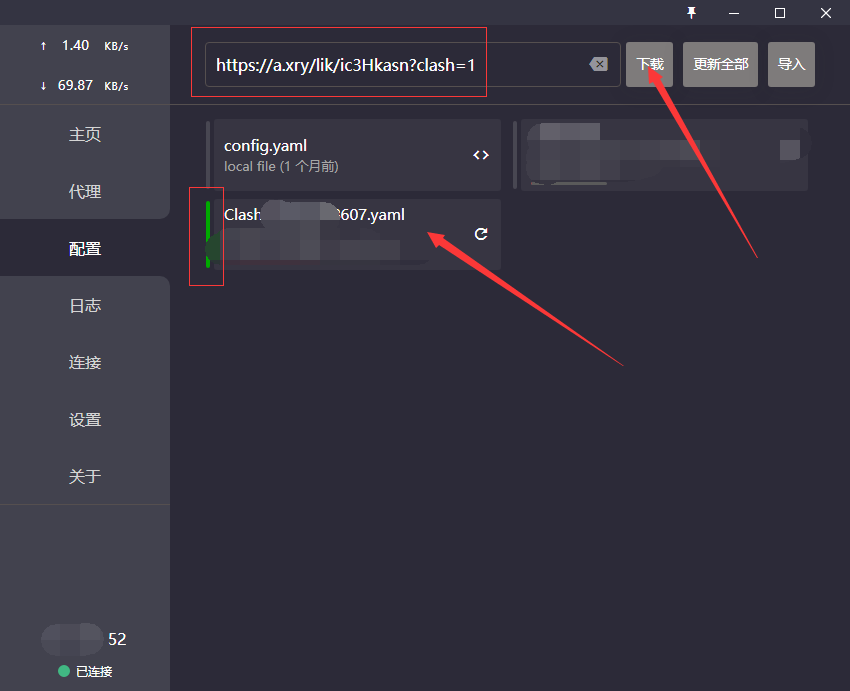 ↑ 1.40 KB/s
↓ 69.87 KB/s
主页
代理
配置
日志
连接
设置
关于
52
已连接
https://a.xry/lik/ic3Hkasn?clash=1
下载
更新全部
导入
config.yaml
local file (1 个月前)
<>
Clash 607.yaml